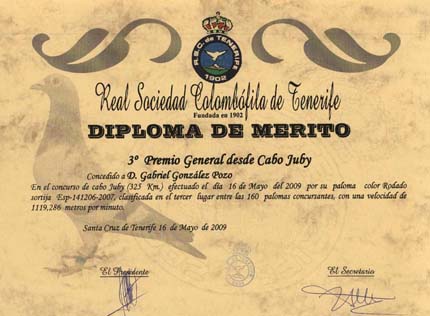 R.S.C. de TENERIFE
1902
Real Sociedad Colombófila de Tenerife
Fundada en 1902
DIPLOMA DE MERITO
3º Premio General desde Cabo Juby
Concedido a D. Gabriel González Pozo
En el concurso de cabo Juby (325 Km.) efectuado el dia 16 de Mayo del 2009 por su paloma color Rodado
sortija Esp-141206-2007, clasificada en el tercer lugar entre las 160 palomas concursantes, con una velocidad de
1119,286 metros por minuto.
Santa Cruz de Tenerife 16 de Mayo de 2009
El Presidente
El Secretario